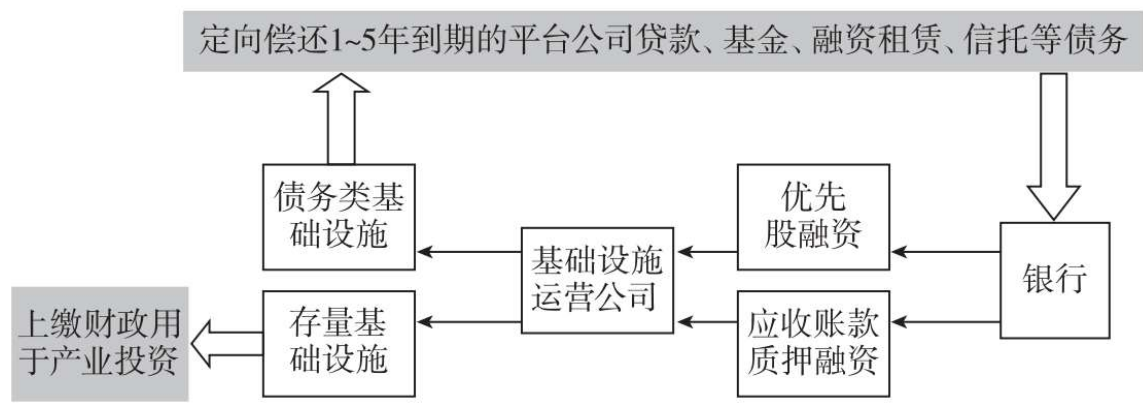 定向偿还1~5年到期的平台公司贷款、基金、融资租赁、信托等债务
债务类基
础设施
优先
股融资
基础设施
运营公司
银行
上缴财政用
于产业投资
存量基
础设施
应收账款
质押融资